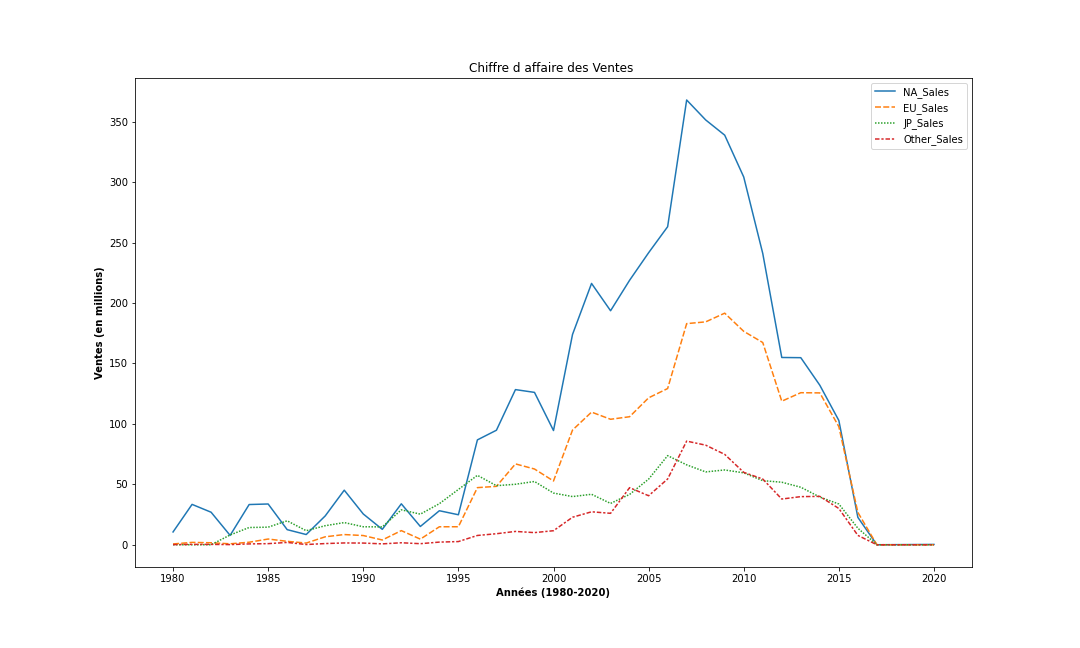 Chiffre d affaire des Ventes
NA_Sales
EU_Sales
JP_Sales
Other_Sales
Ventes (en millions)
350
300
250
200
150
100
50
0
1980 1985 1990 1995 2000 2005 2010 2015 2020
Années (1980-2020)